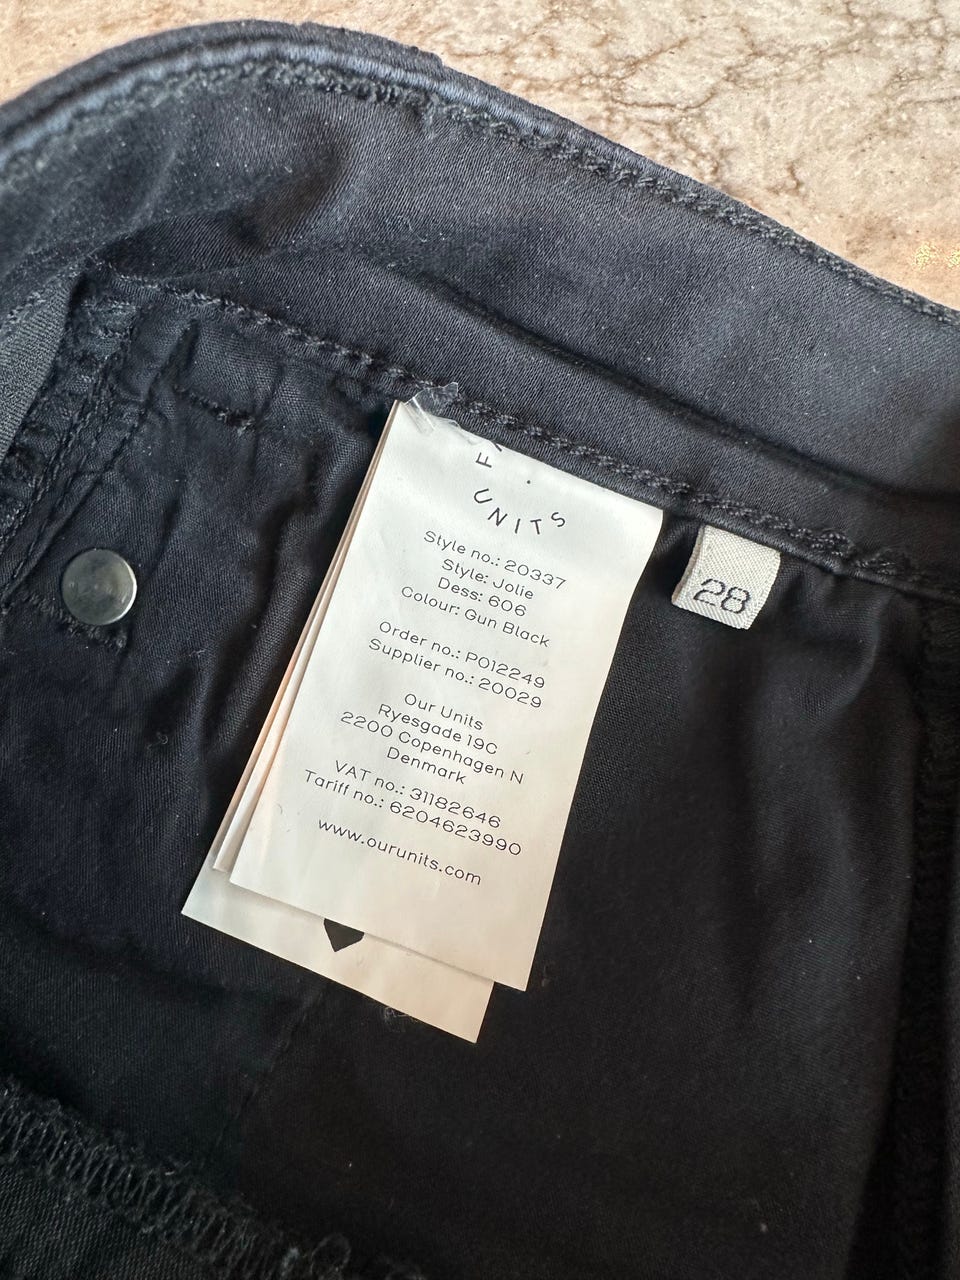 UNITS
Style no.: 20337
Style: Jolie
Dess: 606
Colour: Gun Black
Order no.: PO12249
Supplier no.: 20029
Our Units
Ryesgade 19C
2200 Copenhagen N
Denmark
VAT no.: 31182646
Tariff no.: 6204623990
www.ourunits.com
28